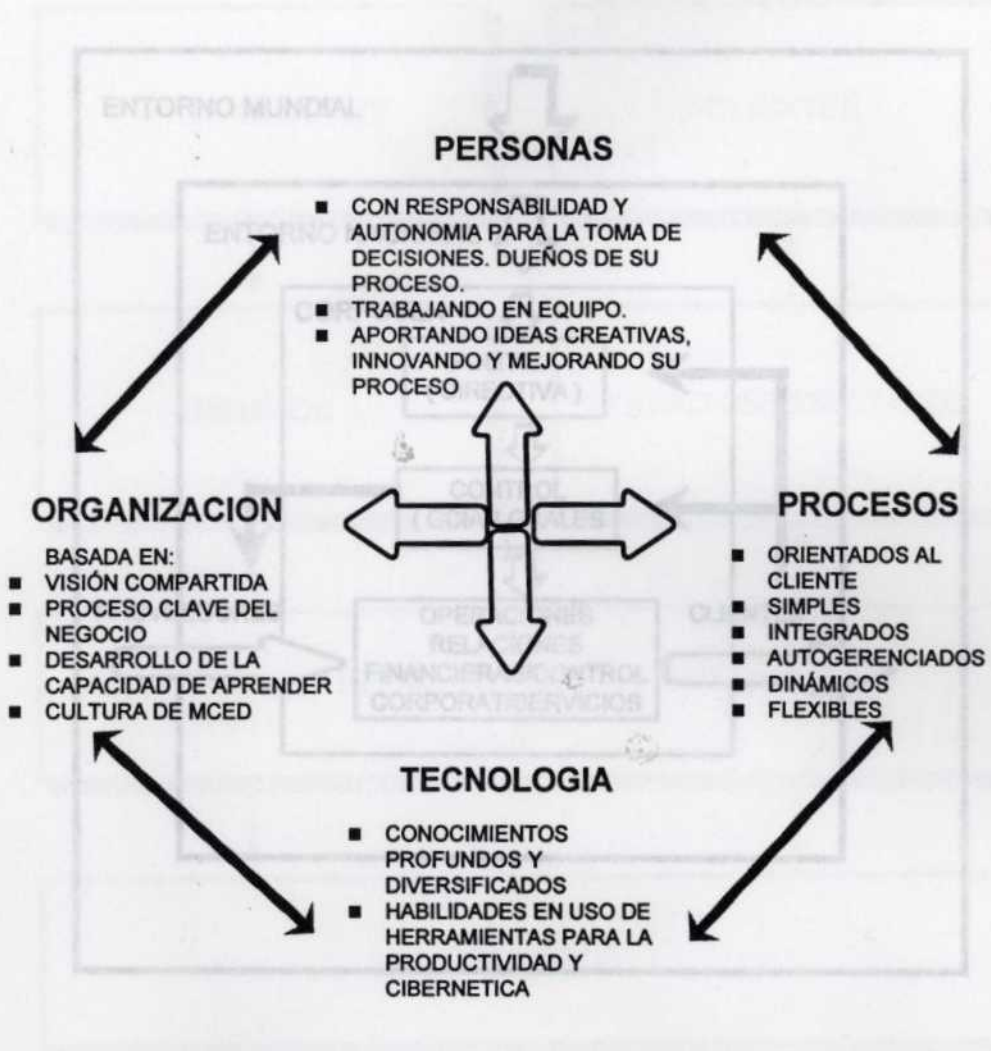 ENTORNO MUNDIAL
PERSONAS
■ CON RESPONSABILIDAD Y
AUTONOMIA PARA LA TOMA DE
DECISIONES. DUEÑOS DE SU
PROCESO.
■ TRABAJANDO EN EQUIPO.
■ APORTANDO IDEAS CREATIVAS,
INNOVANDO Y MEJORANDO SU
PROCESO
ORGANIZACION
BASADA EN:
■ VISIÓN COMPARTIDA
■ PROCESO CLAVE DEL
NEGOCIO
■ DESARROLLO DE LA
CAPACIDAD DE APRENDER
■ CULTURA DE MCED
PROCESOS
■ ORIENTADOS AL
CLIENTE
■ SIMPLES
■ INTEGRADOS
■ AUTOGERENCIADOS
■ DINÁMICOS
■ FLEXIBLES
CONTROL
OPERACIONES
RELACIONES
TECNOLOGIA
■ CONOCIMIENTOS
PROFUNDOS Y
DIVERSIFICADOS
■ HABILIDADES EN USO DE
HERRAMIENTAS PARA LA
PRODUCTIVIDAD Y
CIBERNETICA